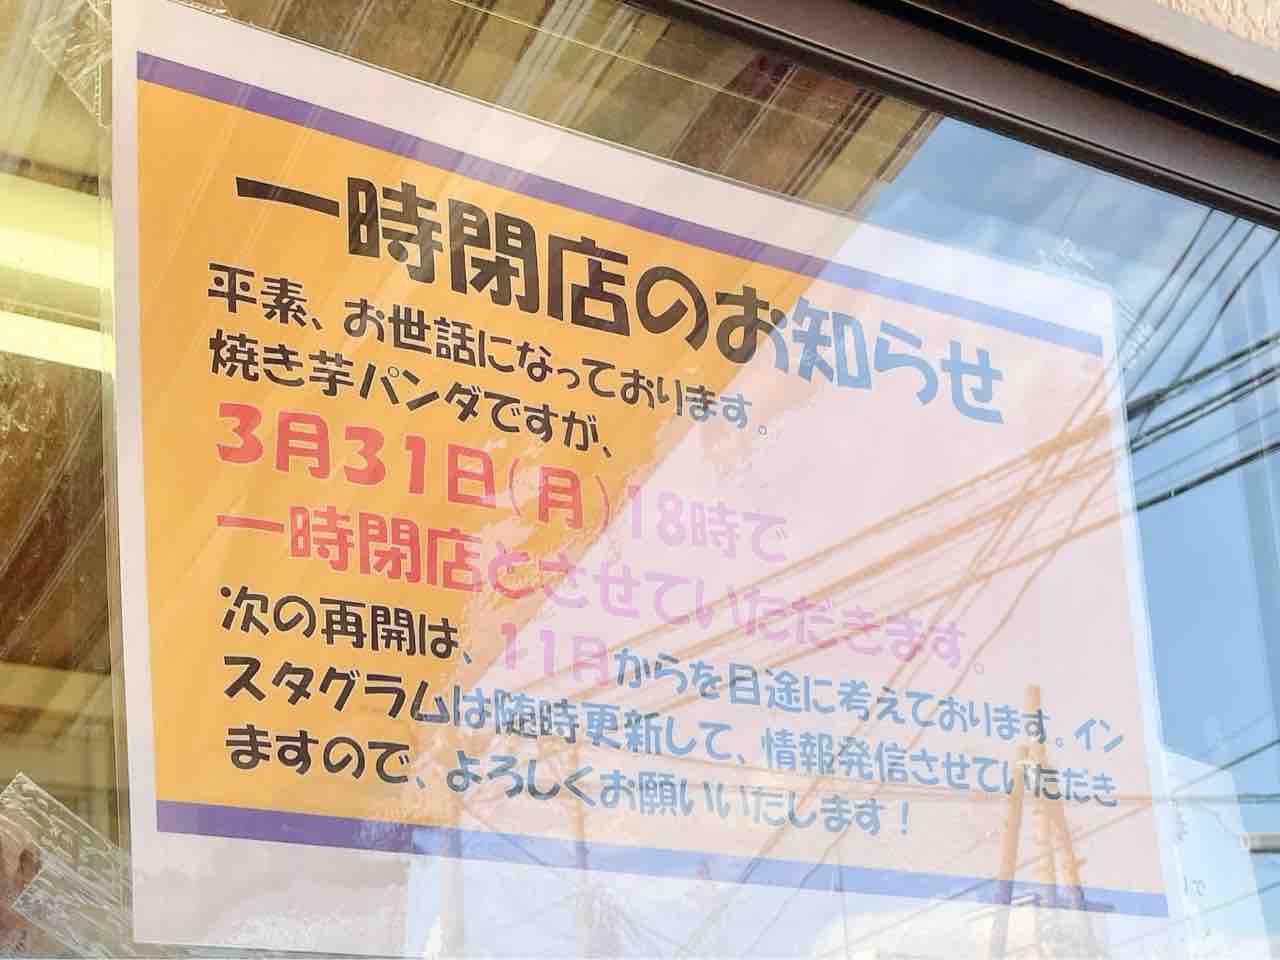 一時閉店のお知らせ
平素、お世話になっております。
焼き芋パンダですが、
3月31日(月)18時で
一時閉店とさせていただきます。
次の再開は、11月からを目途に考えております。イン
スタグラムは随時更新して、情報発信させていただき
ますので、よろしくお願いいたします!